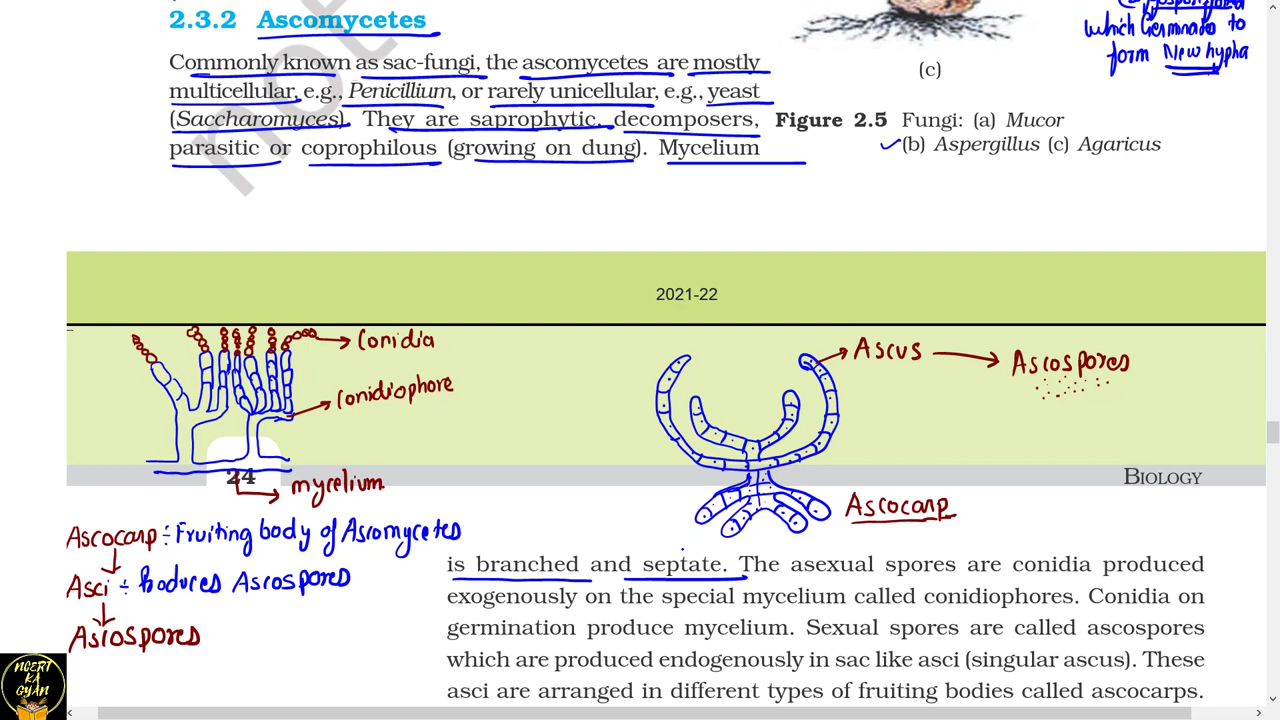 2.3.2 Ascomycetes
Commonly known as sac-fungi, the ascomycetes are mostly
multicellular, e.g., Penicillium, or rarely unicellular, e.g., yeast
(Saccharomyces). They are saprophytic, decomposers,
parasitic or coprophilous (growing on dung). Mycelium
which Germinate to
form New hypha
(c)
Figure 2.5 Fungi: (a) Mucor
(b) Aspergillus (c) Agaricus
2021-22
Conidia
Conidiophore
mycelium
Ascus
Ascospores
Ascocarp
24
BIOLOGY
Ascocarp ÷ Fruiting body of Ascomycetes
Asci ÷ Produces Ascospores
Ascospores
is branched and septate. The asexual spores are conidia produced
exogenously on the special mycelium called conidiophores. Conidia on
germination produce mycelium. Sexual spores are called ascospores
which are produced endogenously in sac like asci (singular ascus). These
asci are arranged in different types of fruiting bodies called ascocarps.
NCERT
KA
GYAN